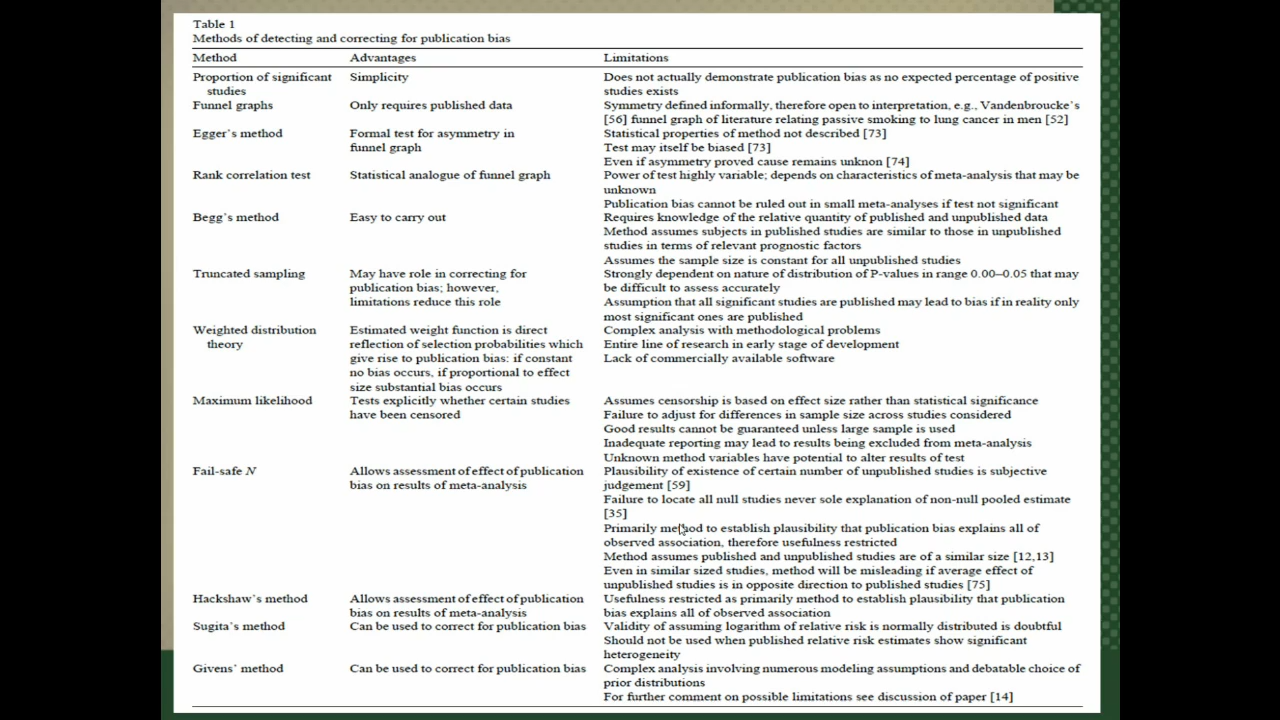 Table 1
Methods of detecting and correcting for publication bias
Method Advantages Limitations
Proportion of significant Simplicity Does not actually demonstrate publication bias as no expected percentage of positive
studies studies exists
Funnel graphs Only requires published data Symmetry defined informally, therefore open to interpretation, e.g., Vandenbroucke's
[56] funnel graph of literature relating passive smoking to lung cancer in men [52]
Egger's method Formal test for asymmetry in Statistical properties of method not described [73]
funnel graph Test may itself be biased [73]
Even if asymmetry proved cause remains unknon [74]
Rank correlation test Statistical analogue of funnel graph Power of test highly variable; depends on characteristics of meta-analysis that may be
unknown
Publication bias cannot be ruled out in small meta-analyses if test not significant
Begg's method Easy to carry out Requires knowledge of the relative quantity of published and unpublished data
Method assumes subjects in published studies are similar to those in unpublished
studies in terms of relevant prognostic factors
Assumes the sample size is constant for all unpublished studies
Truncated sampling May have role in correcting for Strongly dependent on nature of distribution of P-values in range 0.00–0.05 that may
publication bias; however, be difficult to assess accurately
limitations reduce this role Assumption that all significant studies are published may lead to bias if in reality only
most significant ones are published
Weighted distribution Estimated weight function is direct Complex analysis with methodological problems
theory reflection of selection probabilities which Entire line of research in early stage of development
give rise to publication bias: if constant Lack of commercially available software
no bias occurs, if proportional to effect
size substantial bias occurs
Maximum likelihood Tests explicitly whether certain studies Assumes censorship is based on effect size rather than statistical significance
have been censored Failure to adjust for differences in sample size across studies considered
Good results cannot be guaranteed unless large sample is used
Inadequate reporting may lead to results being excluded from meta-analysis
Unknown method variables have potential to alter results of test
Fail-safe N Allows assessment of effect of publication Plausibility of existence of certain number of unpublished studies is subjective
bias on results of meta-analysis judgement [59]
Failure to locate all null studies never sole explanation of non-null pooled estimate
[35]
Primarily method to establish plausibility that publication bias explains all of
observed association, therefore usefulness restricted
Method assumes published and unpublished studies are of a similar size [12,13]
Even in similar sized studies, method will be misleading if average effect of
unpublished studies is in opposite direction to published studies [75]
Hackshaw's method Allows assessment of effect of publication Usefulness restricted as primarily method to establish plausibility that publication
bias on results of meta-analysis bias explains all of observed association
Sugita's method Can be used to correct for publication bias Validity of assuming logarithm of relative risk is normally distributed is doubtful
Should not be used when published relative risk estimates show significant
heterogeneity
Givens' method Can be used to correct for publication bias Complex analysis involving numerous modeling assumptions and debatable choice of
prior distributions
For further comment on possible limitations see discussion of paper [14]